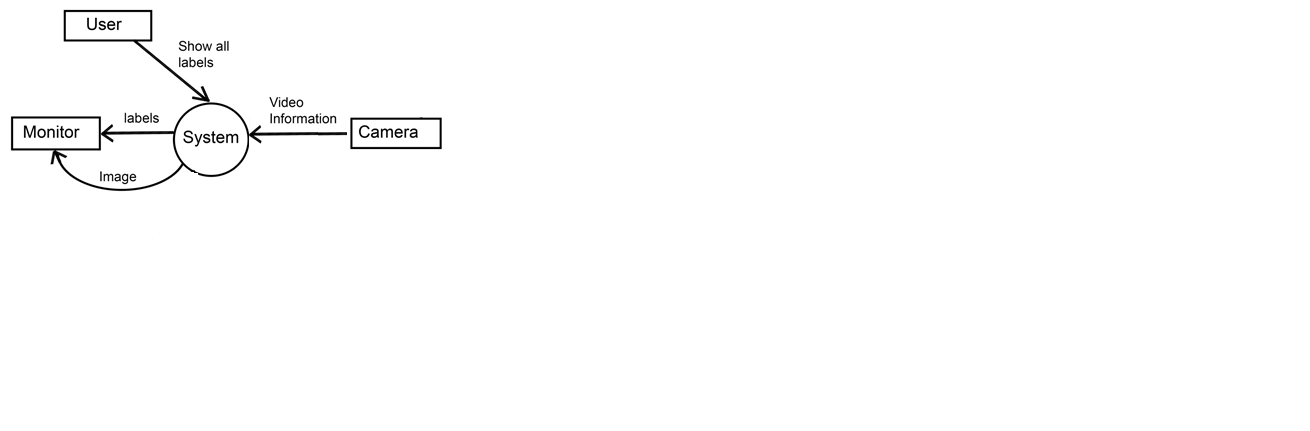 User
Show all
labels
Video
Information
labels
Monitor
System
Camera
Image